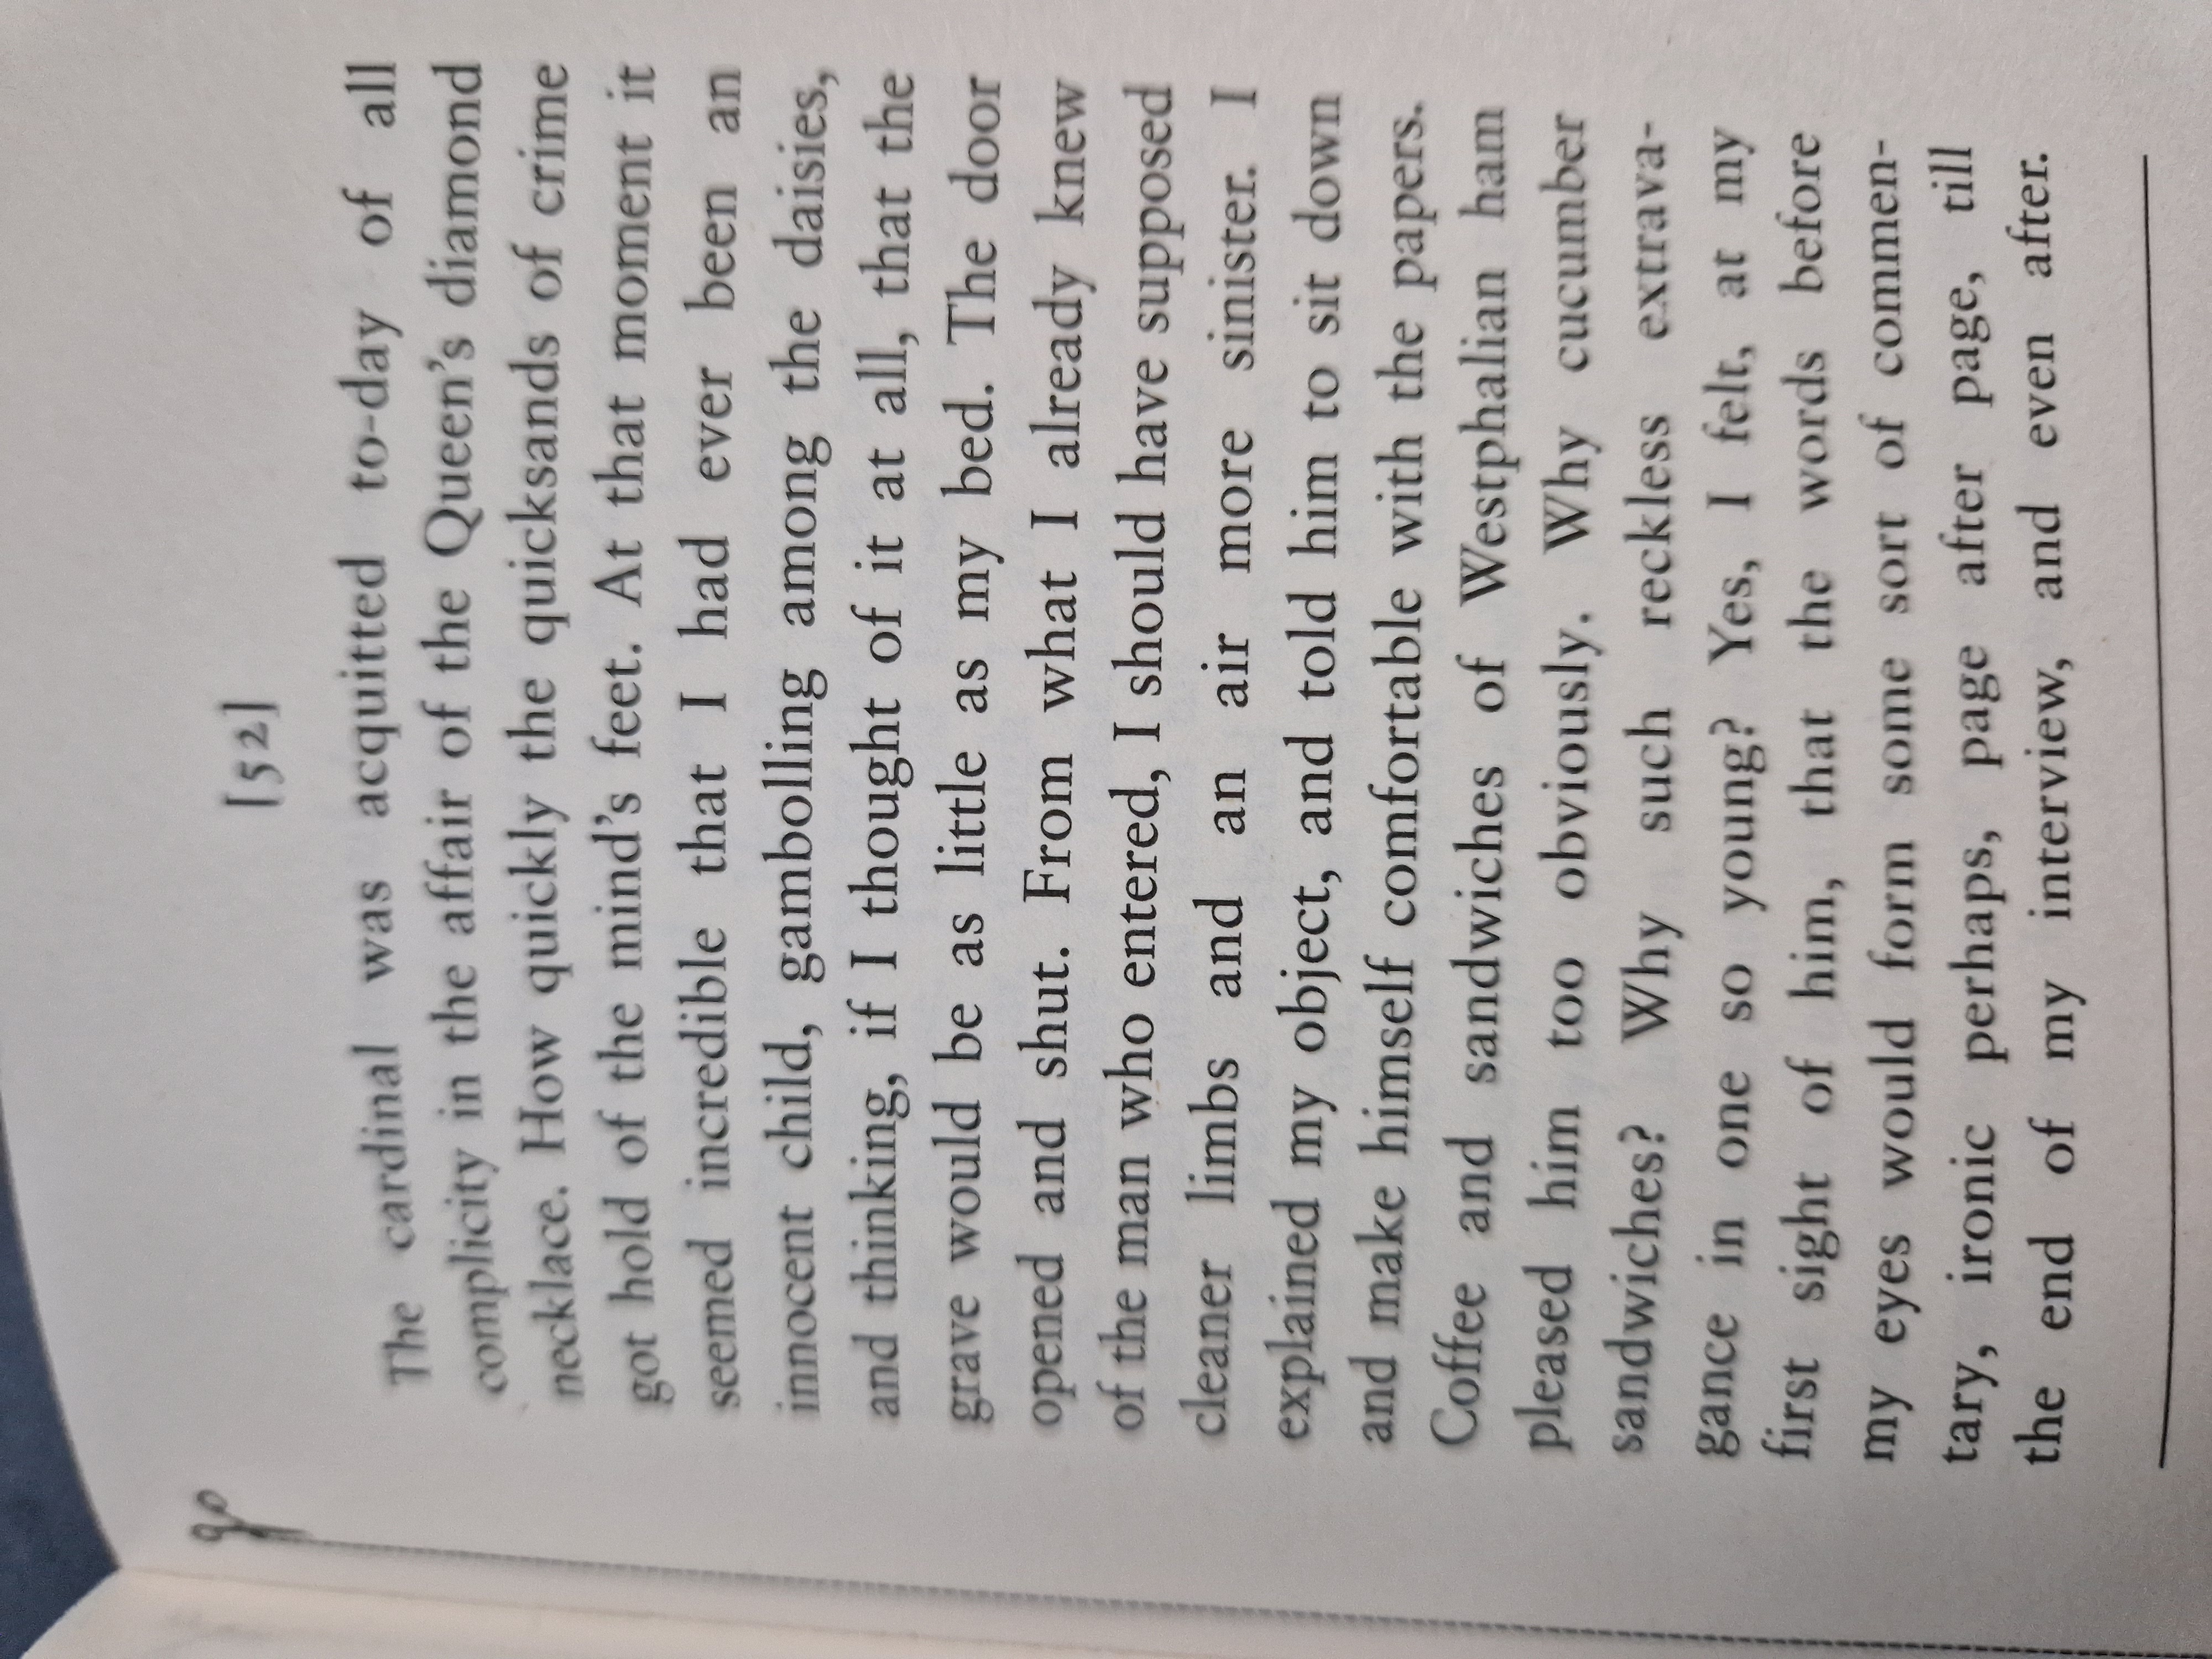 [52]
The cardinal was acquitted to-day of all
complicity in the affair of the Queen's diamond
necklace. How quickly the quicksands of crime
got hold of the mind's feet. At that moment it
seemed incredible that I had ever been an
innocent child, gambolling among the daisies,
and thinking, if I thought of it at all, that the
grave would be as little as my bed. The door
opened and shut. From what I already knew
of the man who entered, I should have supposed
cleaner limbs and an air more sinister. I
explained my object, and told him to sit down
and make himself comfortable with the papers.
Coffee and sandwiches of Westphalian ham
pleased him too obviously. Why cucumber
sandwiches? Why such reckless extrava-
gance in one so young? Yes, I felt, at my
first sight of him, that the words before
my eyes would form some sort of commen-
tary, ironic perhaps, page after page, till
the end of my interview, and even after.